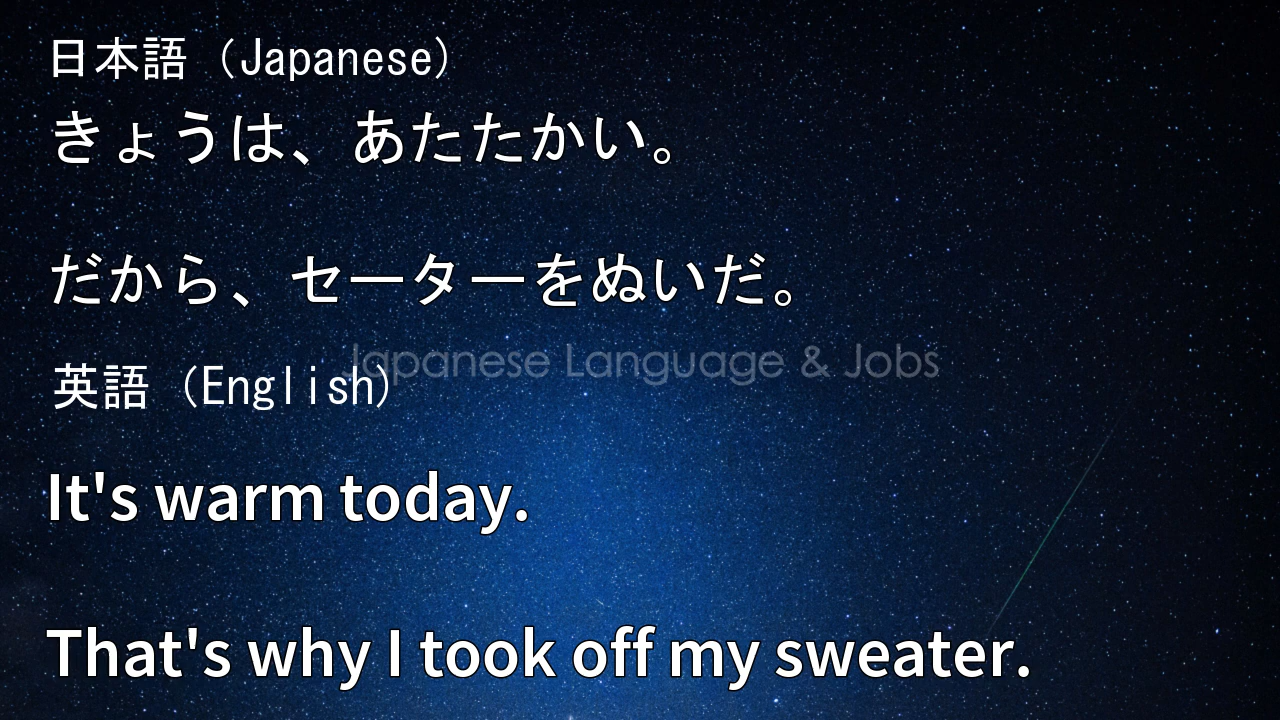 日本語（Japanese）
きょうは、あたたかい。
だから、セーターをぬいだ。
Japanese Language & Jobs
英語（English）
It's warm today.
That's why I took off my sweater.